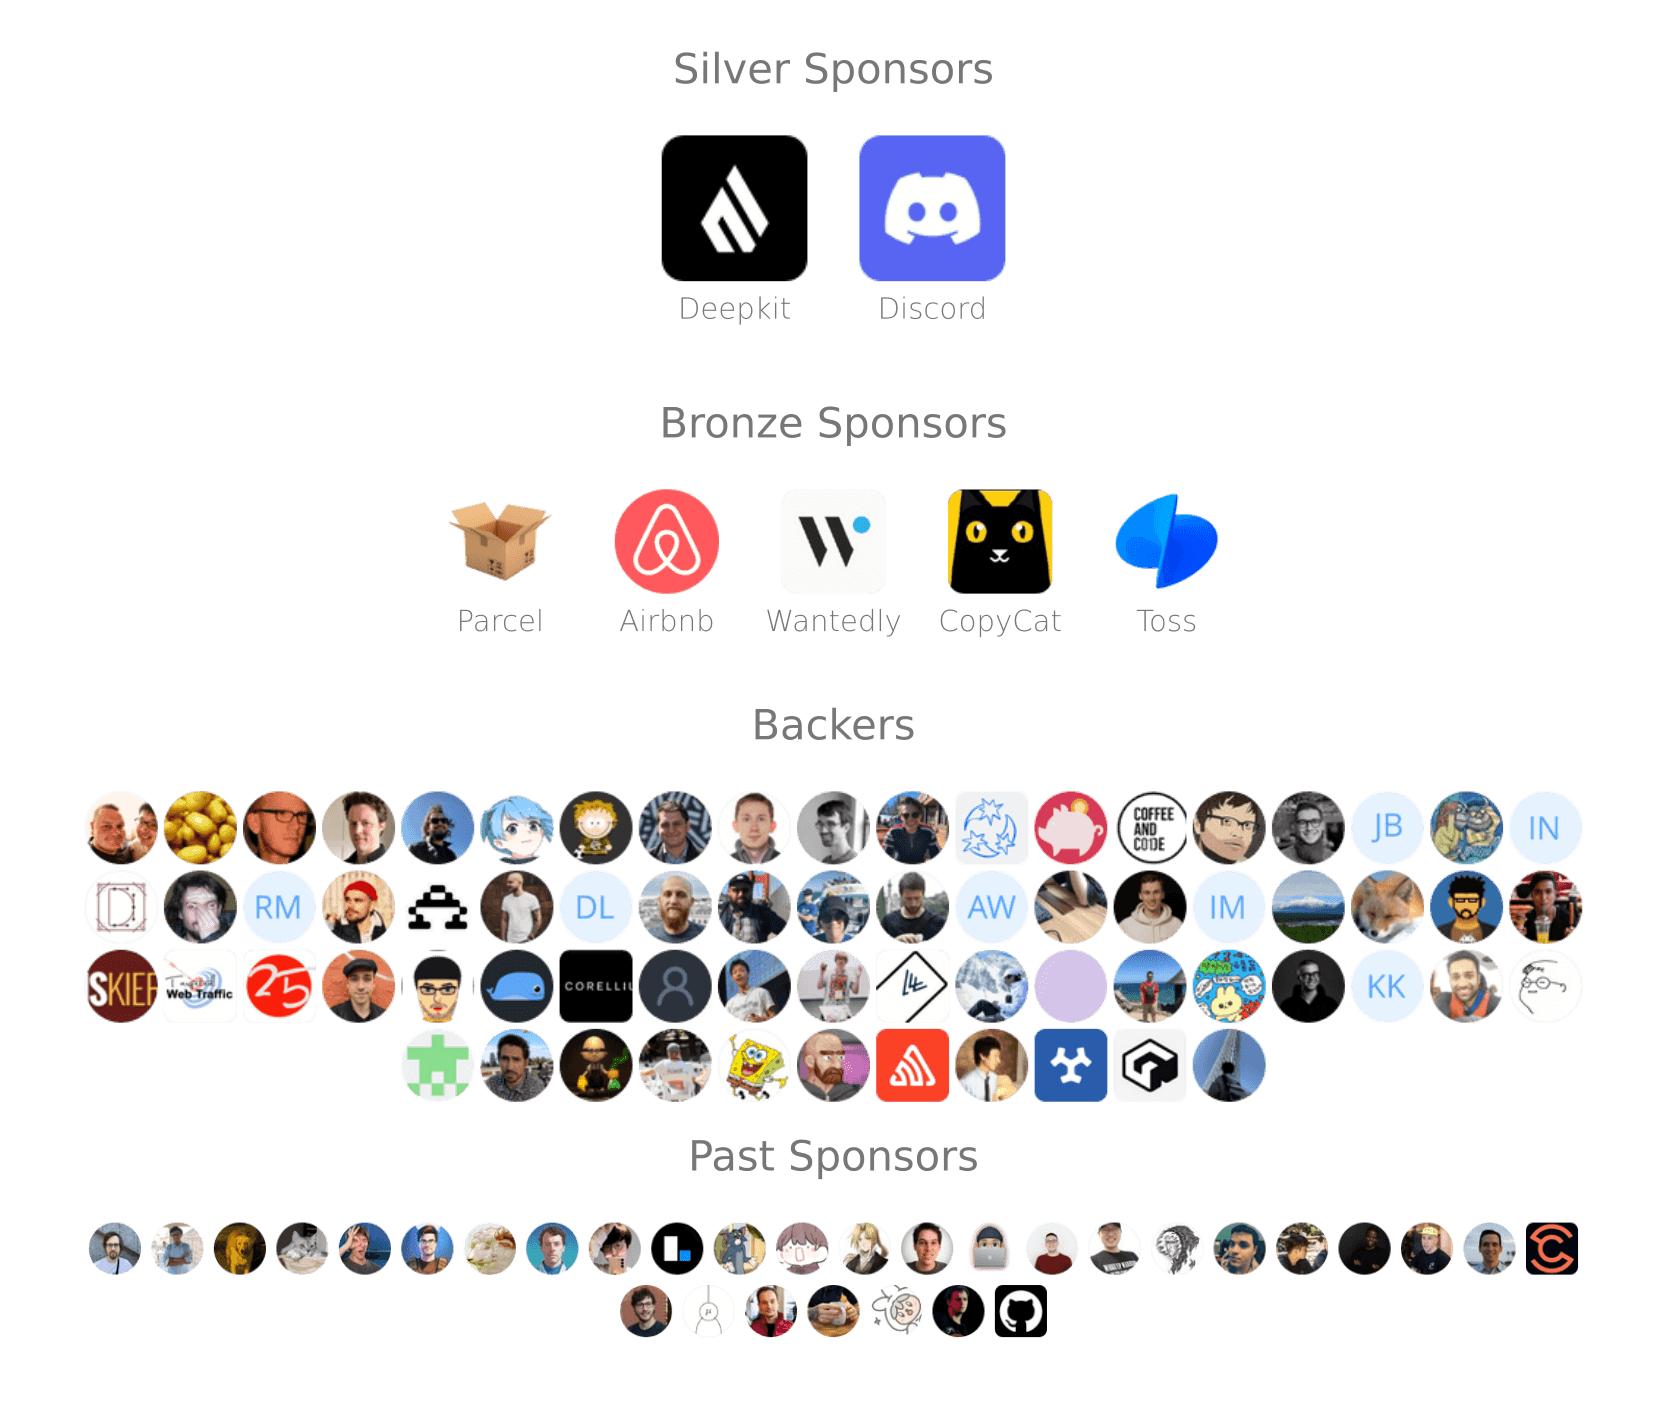 Silver Sponsors
Deepkit Discord
Bronze Sponsors
Parcel Airbnb Wantedly CopyCat Toss
Backers
COFFEE
AND
CODE
JB
IN
RM
DL
AW
IM
SKIEF
Web Traffic
25
CORELLIU
KK
Past Sponsors